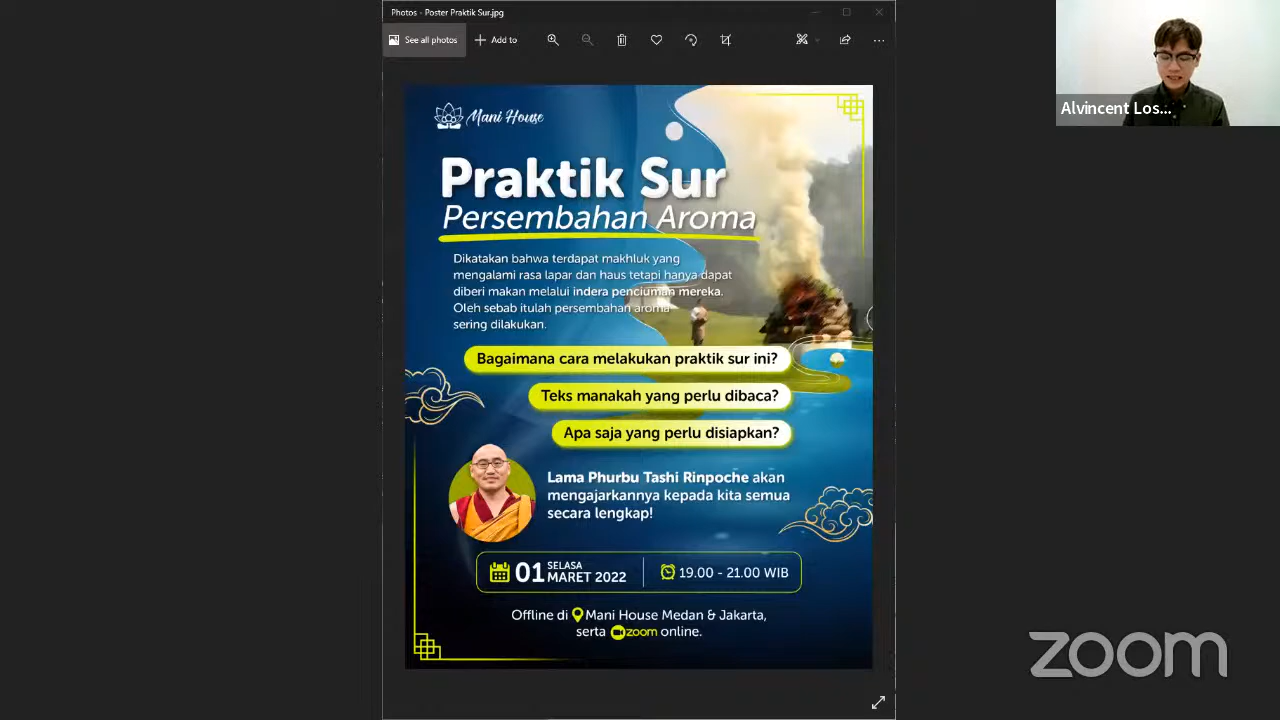 Photos - Poster Praktik Sur.jpg
See all photos
Add to
Alvincent Los...
Mani House
Praktik Sur
Persembahan Aroma
Dikatakan bahwa terdapat makhluk yang
mengalami rasa lapar dan haus tetapi hanya dapat
diberi makan melalui indera penciuman mereka.
Oleh sebab itulah persembahan aroma
sering dilakukan.
Bagaimana cara melakukan praktik sur ini?
Teks manakah yang perlu dibaca?
Apa saja yang perlu disiapkan?
Lama Phurbu Tashi Rinpoche akan
mengajarkannya kepada kita semua
secara lengkap!
01 SELASA
MARET 2022
19.00 - 21.00 WIB
Offline di Mani House Medan & Jakarta,
serta zoom online.
zoom